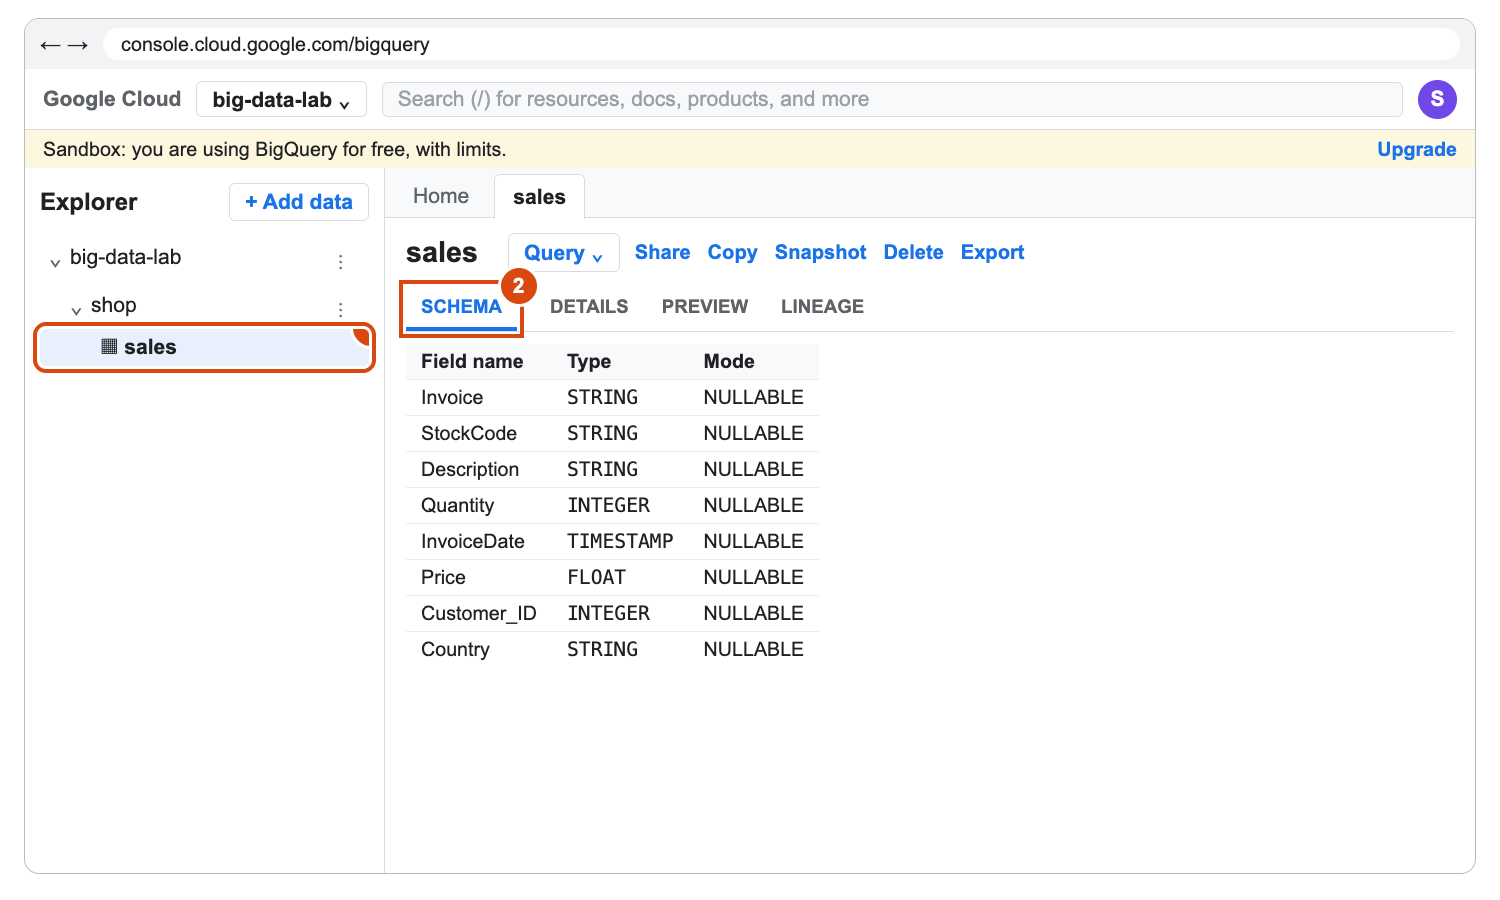 console.cloud.google.com/bigquery
Google Cloud big-data-lab Search (/) for resources, docs, products, and more S
Sandbox: you are using BigQuery for free, with limits. Upgrade
Explorer + Add data
big-data-lab
shop
sales
Home sales
sales Query Share Copy Snapshot Delete Export
2
SCHEMA DETAILS PREVIEW LINEAGE
Field name Type Mode
Invoice STRING NULLABLE
StockCode STRING NULLABLE
Description STRING NULLABLE
Quantity INTEGER NULLABLE
InvoiceDate TIMESTAMP NULLABLE
Price FLOAT NULLABLE
Customer_ID INTEGER NULLABLE
Country STRING NULLABLE